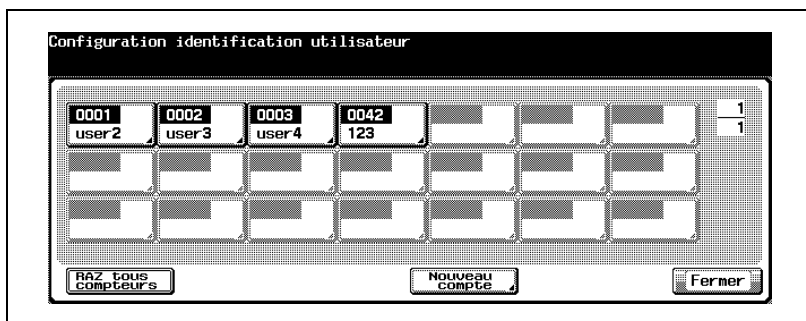 Configuration identification utilisateur
0001 0002 0003 0042
user2 user3 user4 123
1
1
RAZ tous
compteurs
Nouveau
compte
Fermer